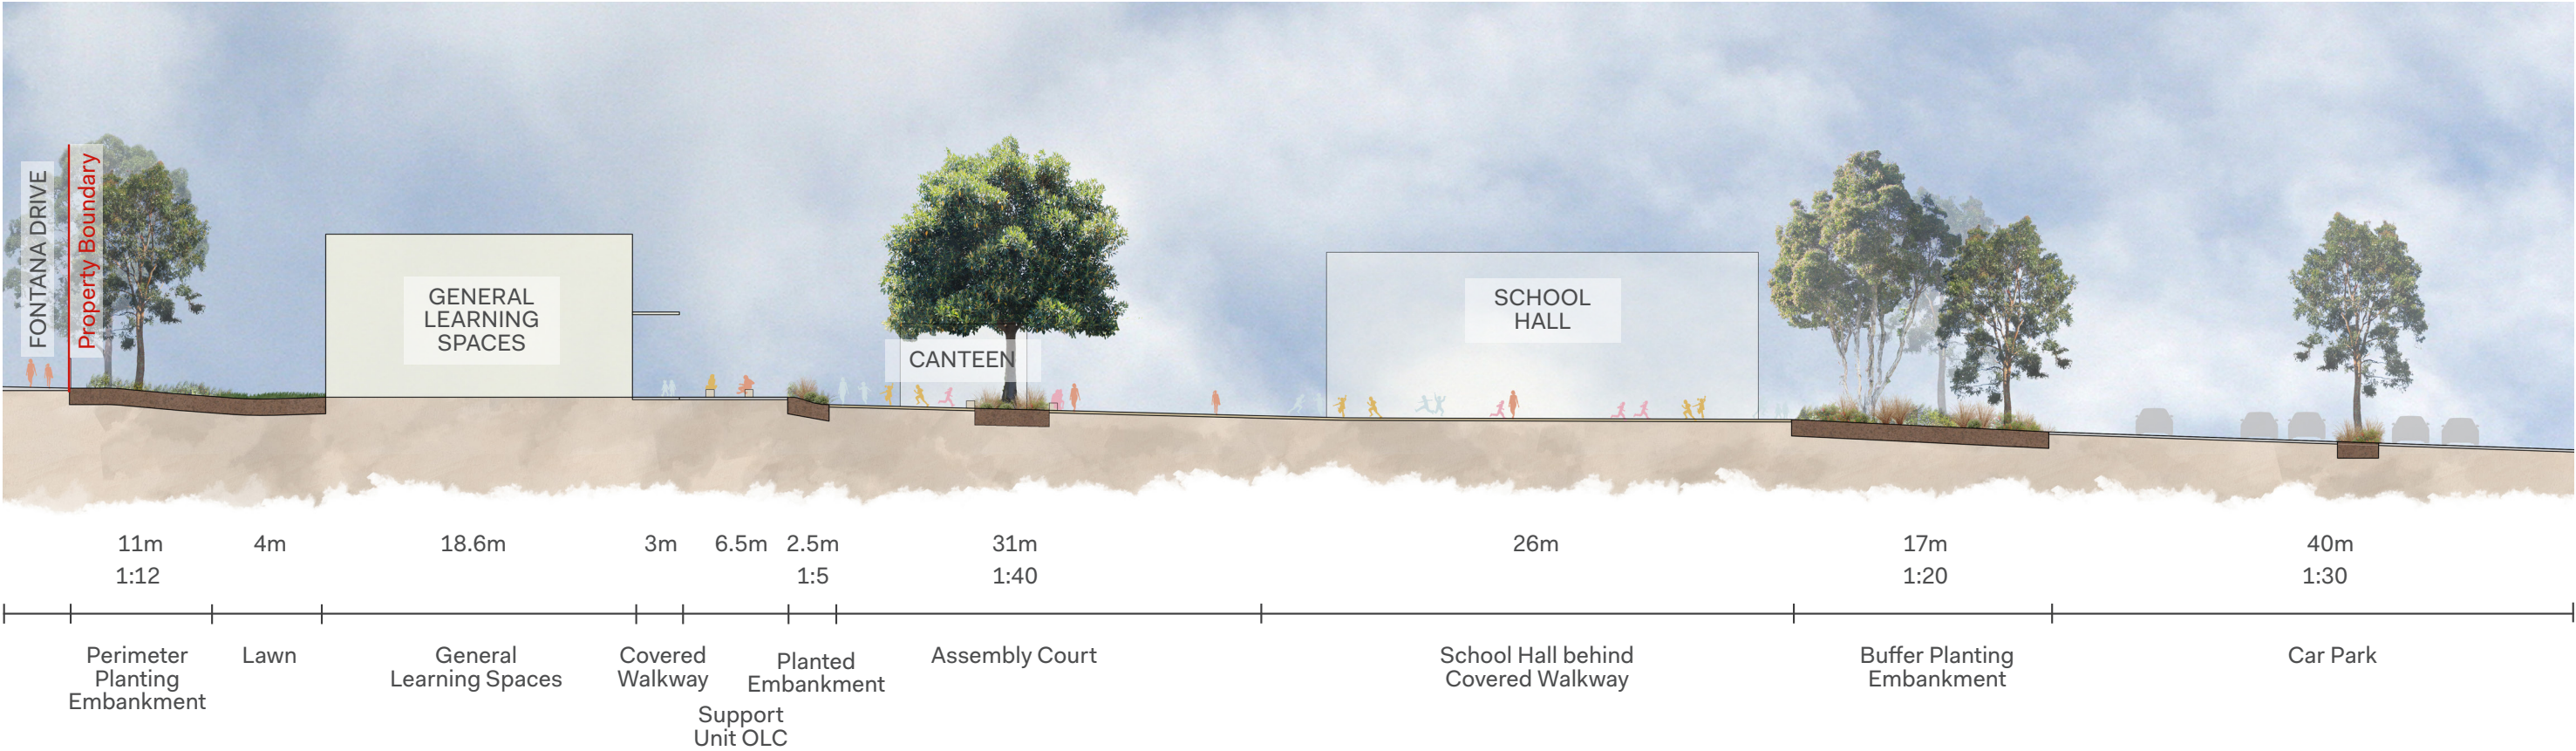 FONTANA DRIVE
Property Boundary
GENERAL
LEARNING
SPACES
CANTEEN
SCHOOL
HALL
11m
4m
18.6m
3m
6.5m
2.5m
31m
26m
17m
40m
1:12
1:5
1:40
1:20
1:30
Perimeter
Planting
Embankment
Lawn
General
Learning Spaces
Covered
Walkway
Support
Unit OLC
Planted
Embankment
Assembly Court
School Hall behind
Covered Walkway
Buffer Planting
Embankment
Car Park